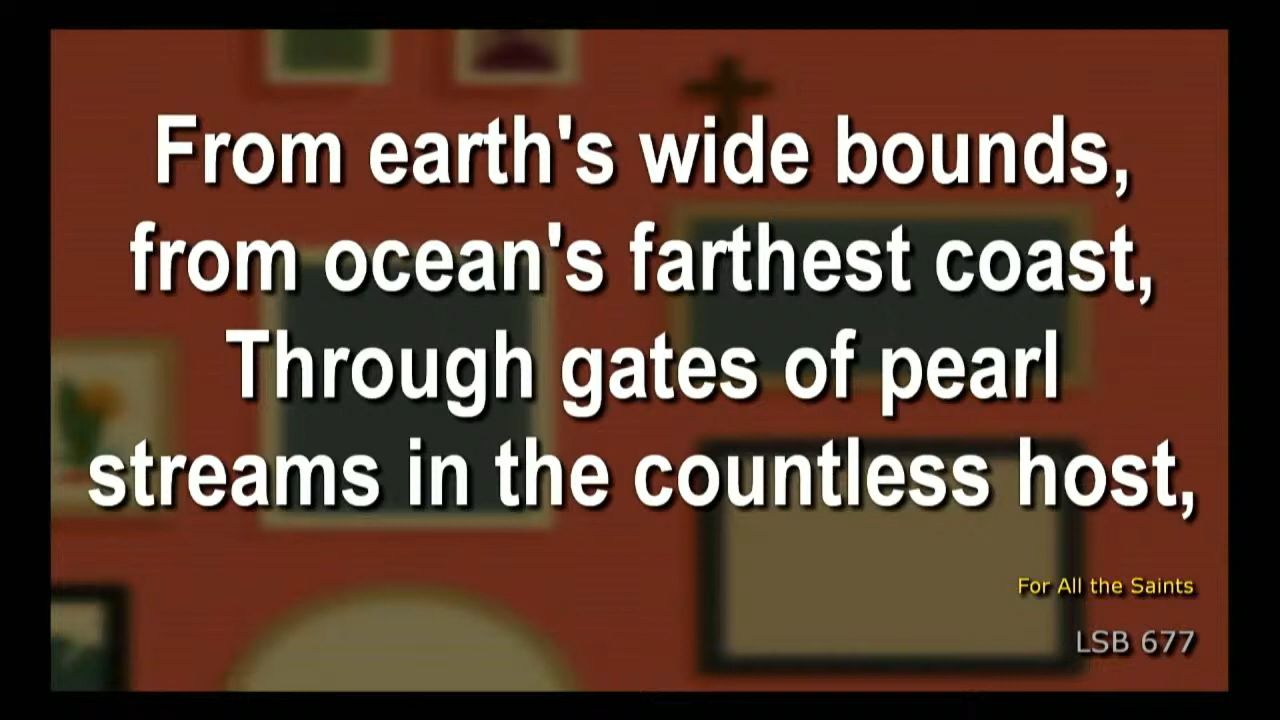 From earth's wide bounds,
from ocean's farthest coast,
Through gates of pearl
streams in the countless host,
For All the Saints
LSB 677